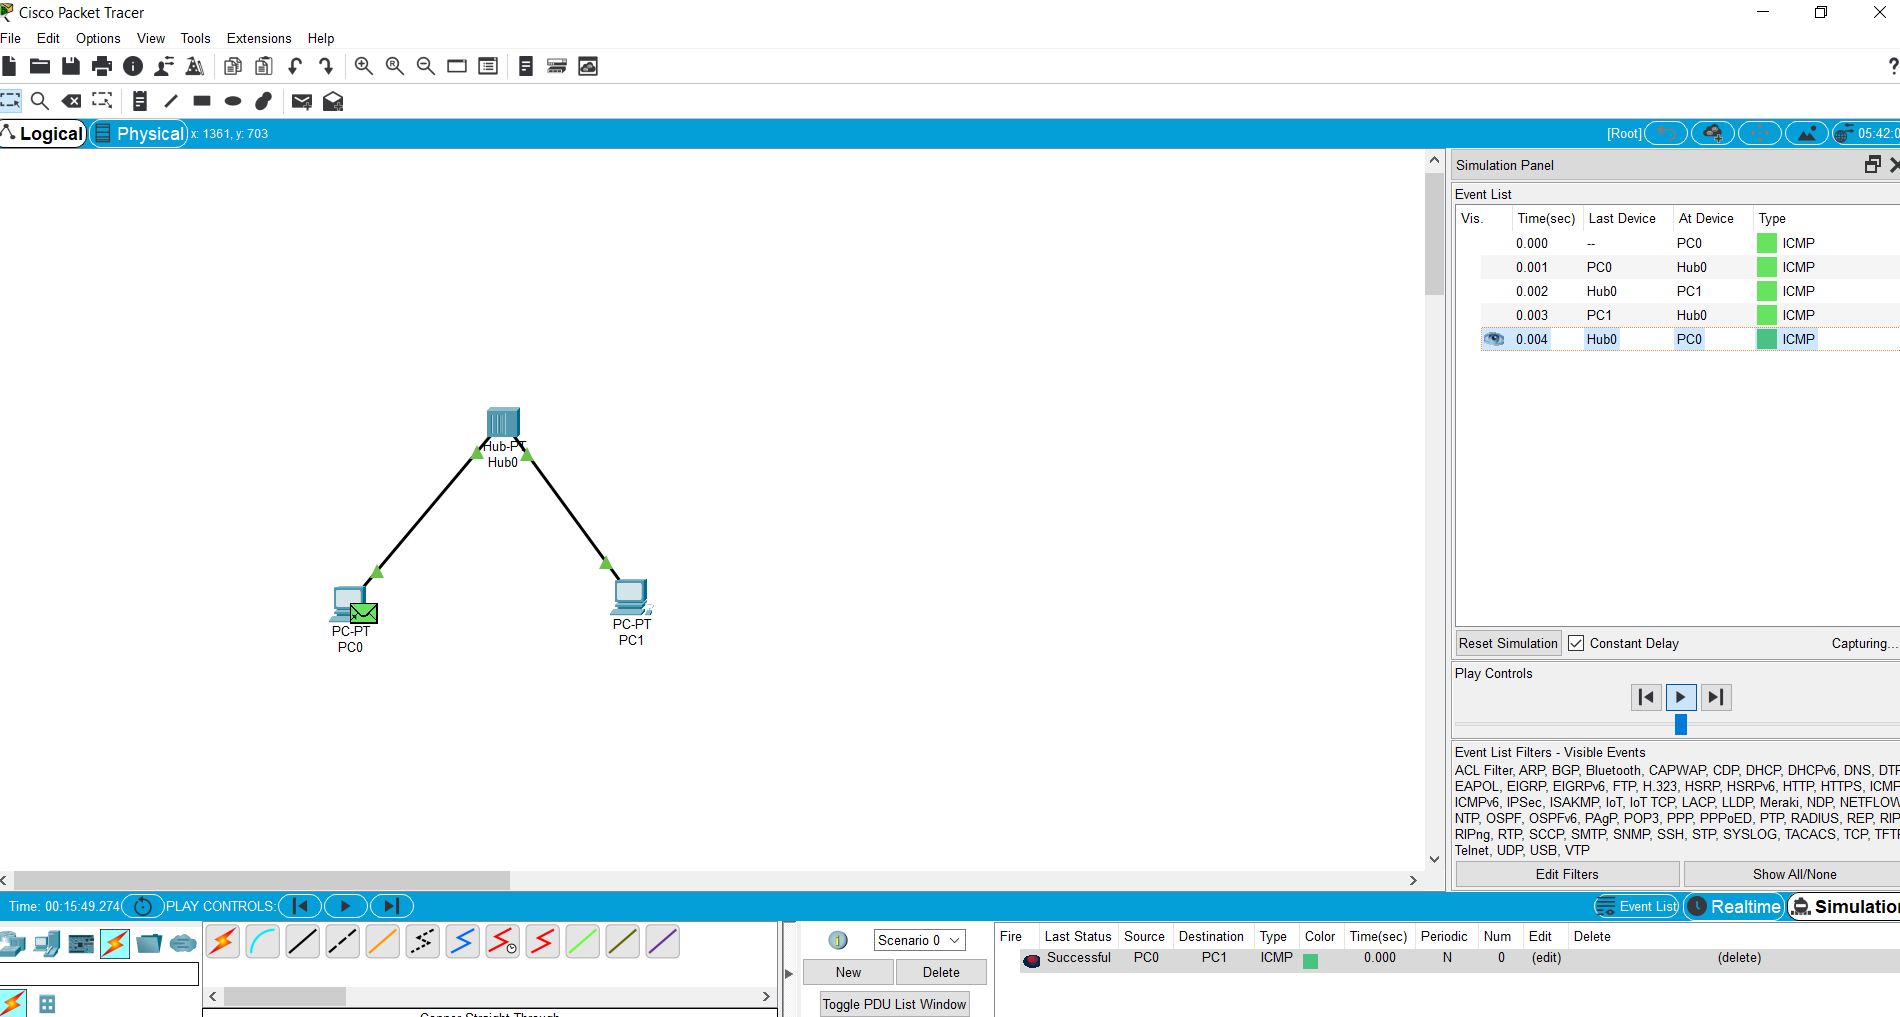 Cisco Packet Tracer
File Edit Options View Tools Extensions Help
Logical Physical x: 1361, y: 703 [Root] 05:42:0
Simulation Panel
Event List
Vis. Time(sec) Last Device At Device Type
0.000 -- PC0 ICMP
0.001 PC0 Hub0 ICMP
0.002 Hub0 PC1 ICMP
0.003 PC1 Hub0 ICMP
0.004 Hub0 PC0 ICMP
Hub-PT
Hub0
PC-PT
PC0
PC-PT
PC1
Reset Simulation Constant Delay Capturing...
Play Controls
Event List Filters - Visible Events
ACL Filter, ARP, BGP, Bluetooth, CAPWAP, CDP, DHCP, DHCPv6, DNS, DTP
EAPOL, EIGRP, EIGRPv6, FTP, H.323, HSRP, HSRPv6, HTTP, HTTPS, ICMP
ICMPv6, IPSec, ISAKMP, IoT, IoT TCP, LACP, LLDP, Meraki, NDP, NETFLOW
NTP, OSPF, OSPFv6, PAgP, POP3, PPP, PPPoED, PTP, RADIUS, REP, RIP
RIPng, RTP, SCCP, SMTP, SNMP, SSH, STP, SYSLOG, TACACS, TCP, TFTP
Telnet, UDP, USB, VTP
Edit Filters Show All/None
Time: 00:15:49.274 PLAY CONTROLS: Event List Realtime Simulation
Scenario 0
New Delete
Toggle PDU List Window
Fire Last Status Source Destination Type Color Time(sec) Periodic Num Edit Delete
Successful PC0 PC1 ICMP 0.000 N 0 (edit) (delete)
Copper Straight-Through